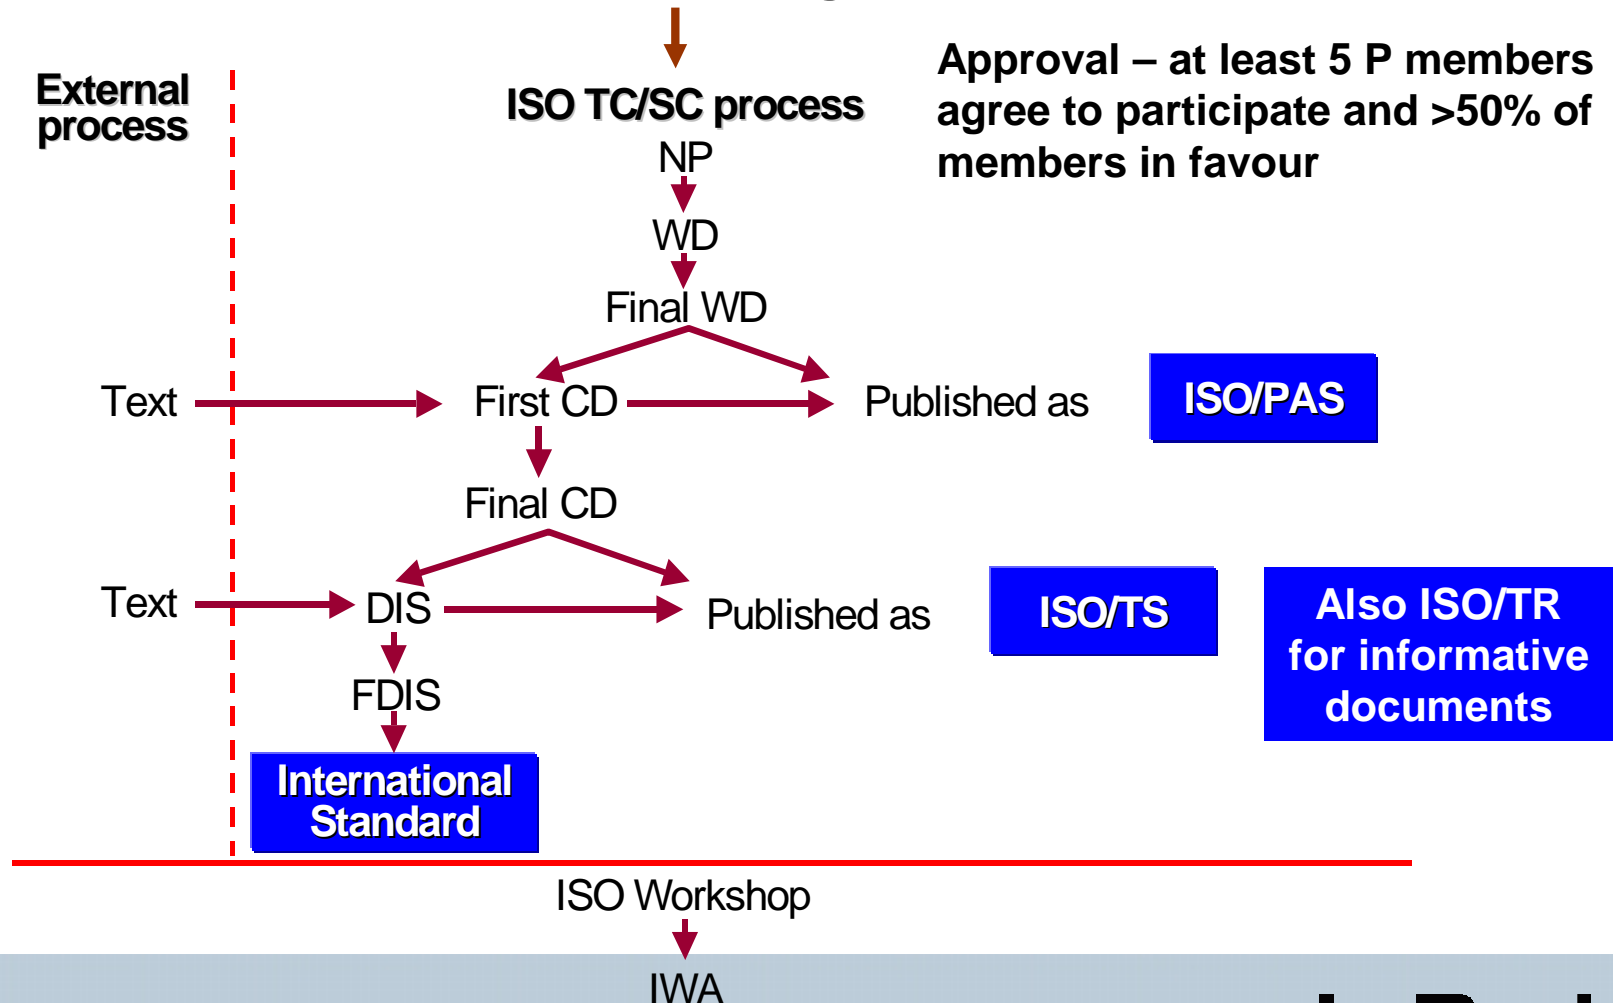 External
process
ISO TC/SC process
Approval – at least 5 P members
agree to participate and >50% of
members in favour
NP
WD
Final WD
Text
First CD
Published as
ISO/PAS
Final CD
Text
DIS
Published as
ISO/TS
Also ISO/TR
for informative
documents
FDIS
International
Standard
ISO Workshop
IWA